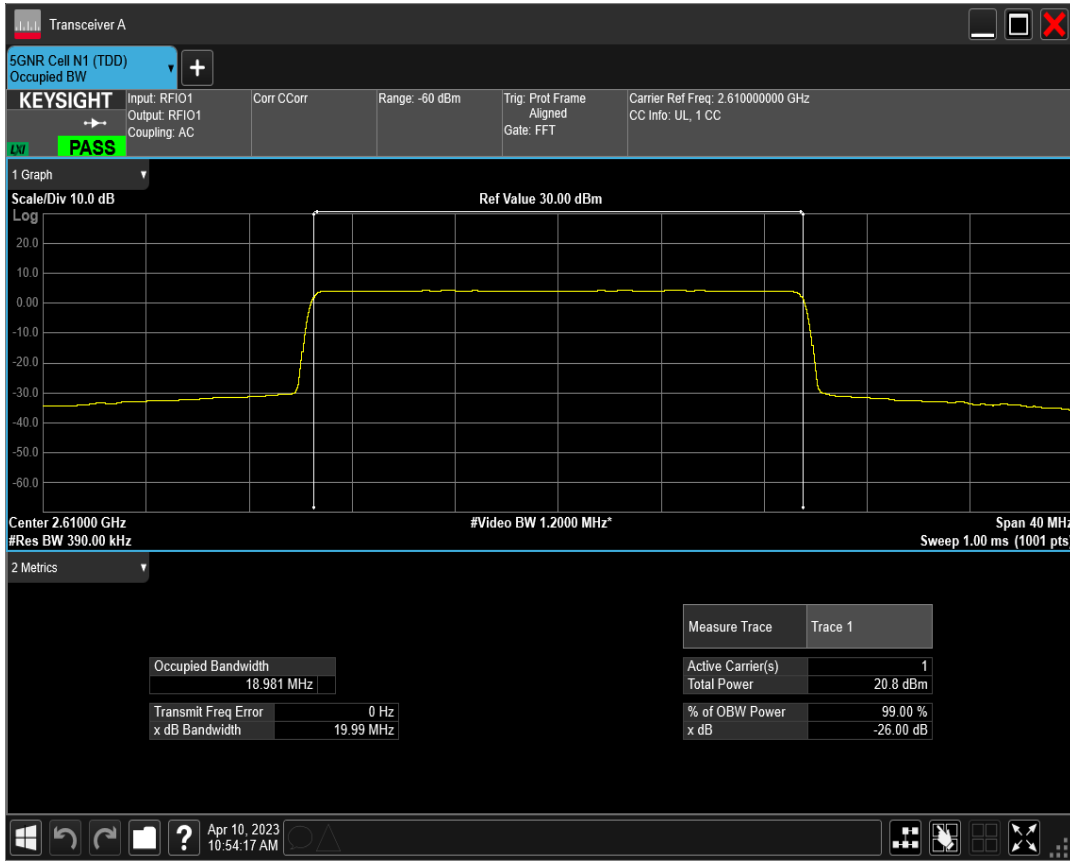 Transceiver A
5GNR Cell N1 (TDD)
Occupied BW
+
KEYSIGHT
LXI
PASS
Input: RFIO1
Output: RFIO1
Coupling: AC
Corr CCorr
Range: -60 dBm
Trig: Prot Frame
Aligned
Gate: FFT
Carrier Ref Freq: 2.610000000 GHz
CC Info: UL, 1 CC
1 Graph
Scale/Div 10.0 dB
Ref Value 30.00 dBm
Log
20.0
10.0
0.00
-10.0
-20.0
-30.0
-40.0
-50.0
-60.0
Center 2.61000 GHz
#Video BW 1.2000 MHz*
Span 40 MHz
#Res BW 390.00 kHz
Sweep 1.00 ms (1001 pts)
2 Metrics
Measure Trace Trace 1
Occupied Bandwidth
18.981 MHz
Active Carrier(s) 1
Total Power 20.8 dBm
Transmit Freq Error 0 Hz
x dB Bandwidth 19.99 MHz
% of OBW Power 99.00 %
x dB -26.00 dB
?
Apr 10, 2023
10:54:17 AM